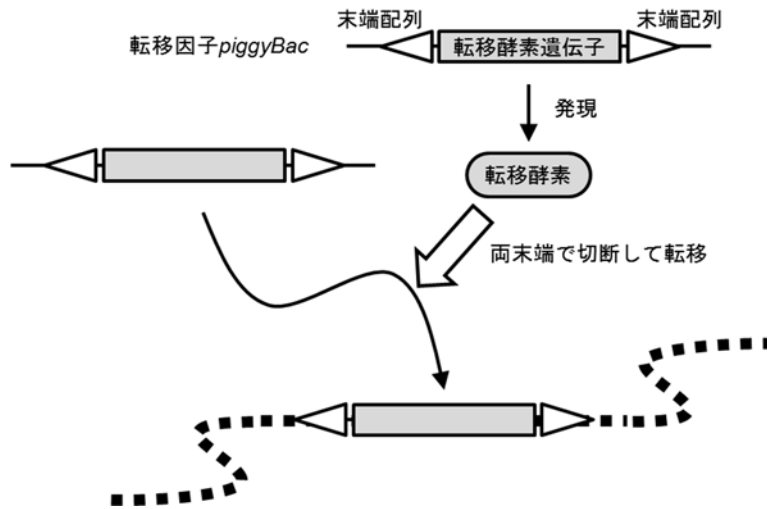 末端配列 末端配列
転移因子piggyBac 転移酵素遺伝子
発現
転移酵素
両末端で切断して転移